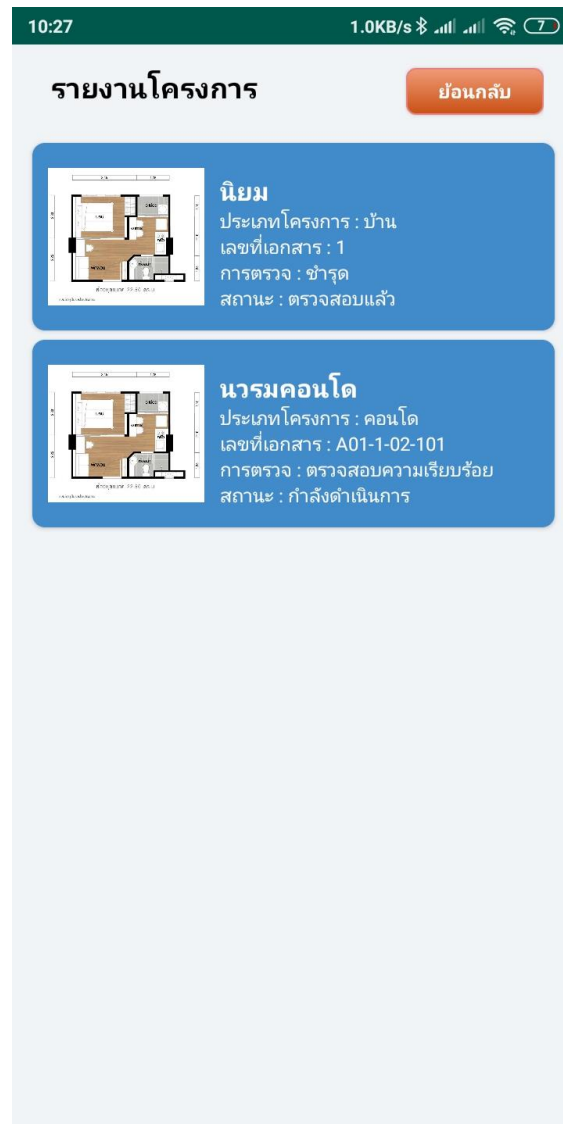 10:27
1.0KB/s
7
รายงานโครงการ
ย้อนกลับ
นิยม
ประเภทโครงการ : บ้าน
เลขที่เอกสาร : 1
การตรวจ : ชำรุด
สถานะ : ตรวจสอบแล้ว
นวรมคอนโด
ประเภทโครงการ : คอนโด
เลขที่เอกสาร : A01-1-02-101
การตรวจ : ตรวจสอบความเรียบร้อย
สถานะ : กำลังดำเนินการ